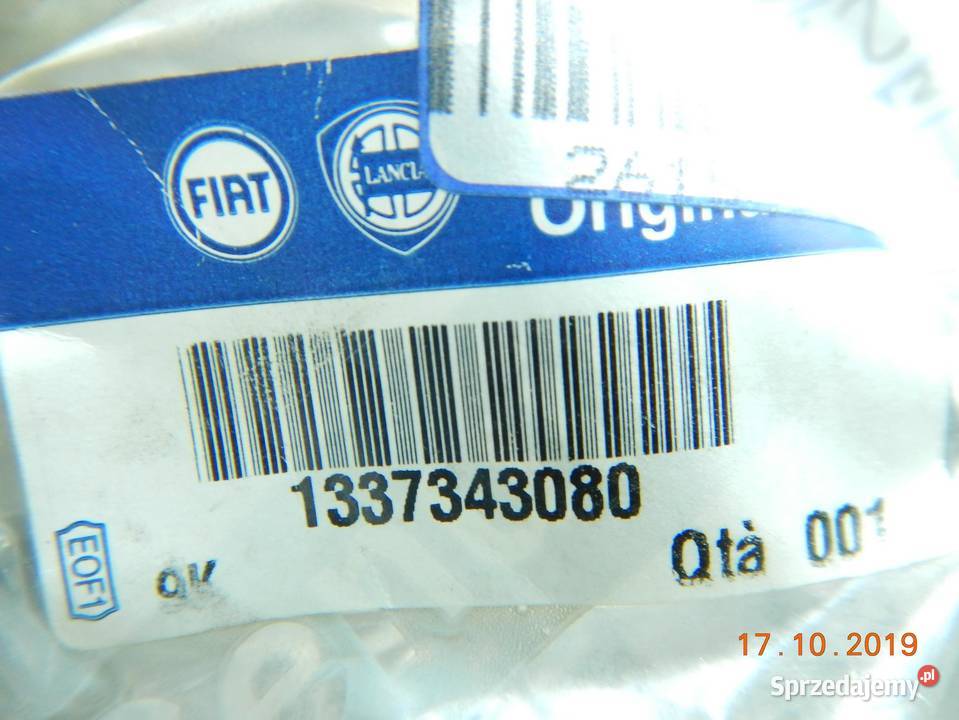 FIAT
LANCIA
1337343080
Qtà 001
EOF1
17.10.2019
Sprzedajemy.pl